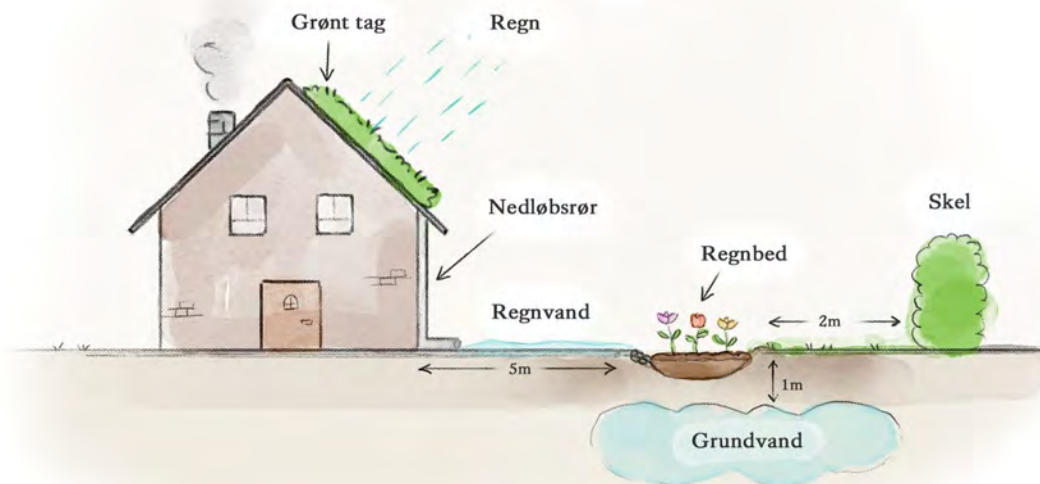 Grønt tag
Regn
Nedløbsrør
Skel
Regnbed
Regnvand
2m
5m
1m
Grundvand